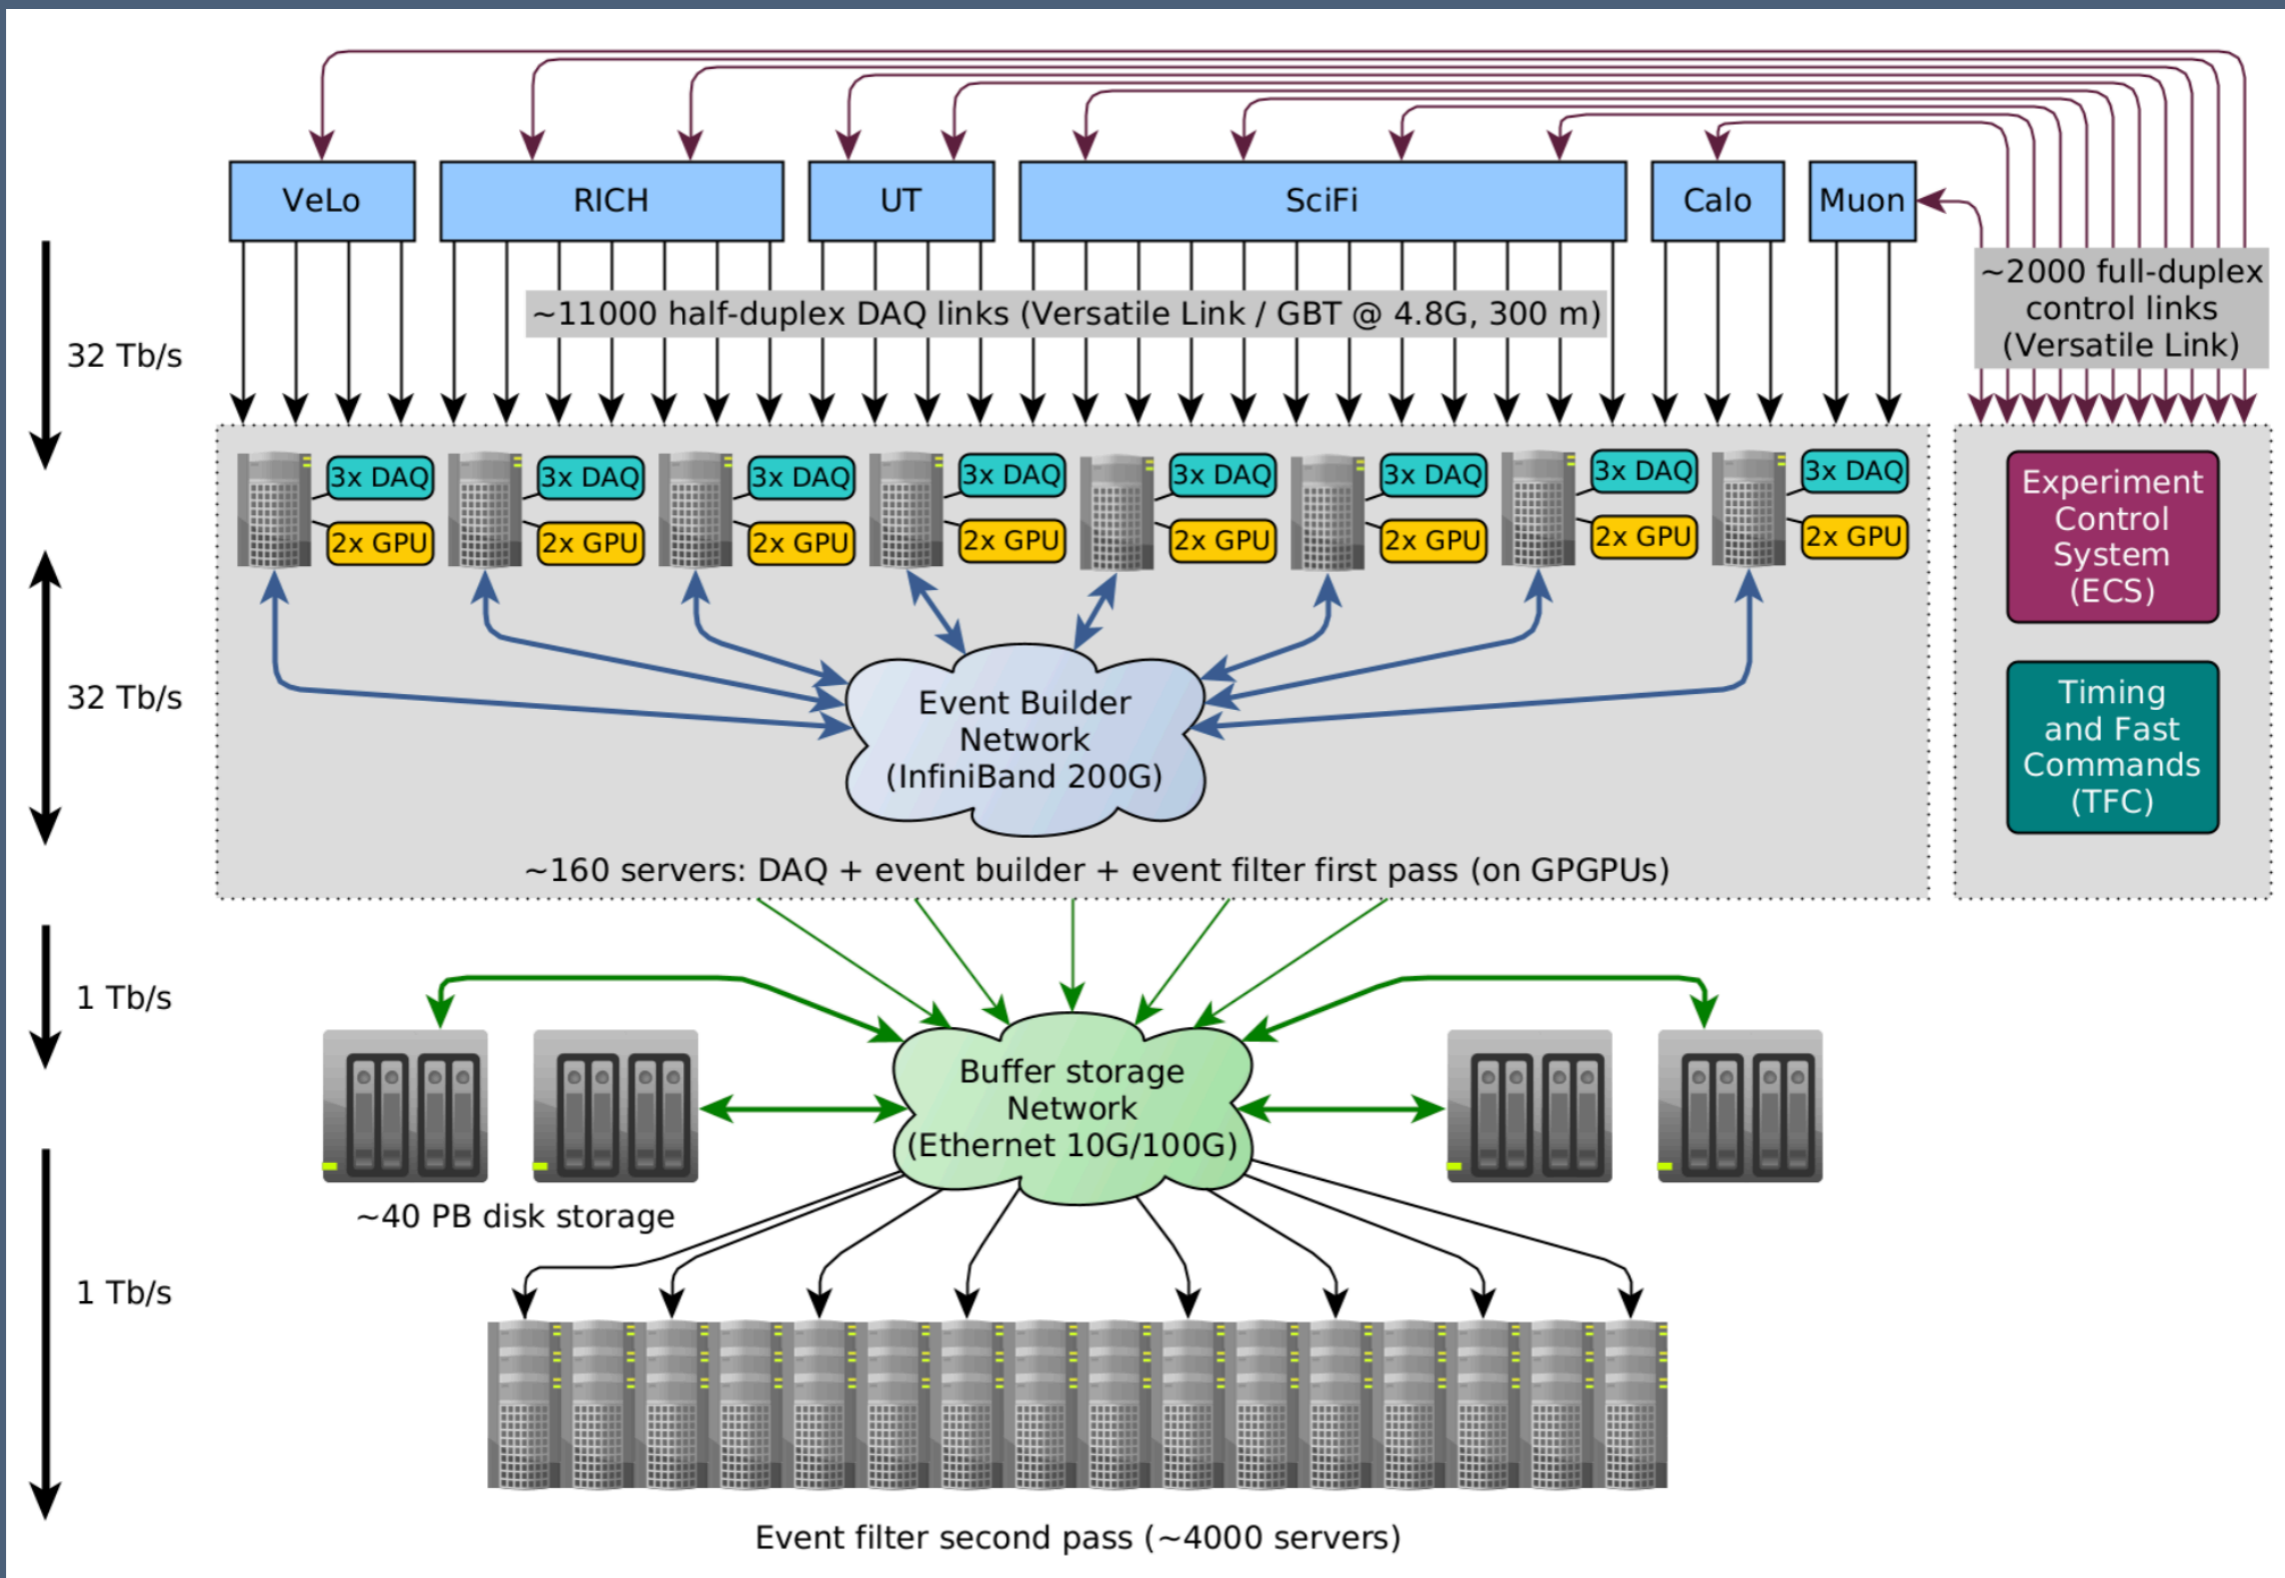 VeLo
RICH
UT
SciFi
Calo
Muon
~2000 full-duplex
control links
(Versatile Link)
~11000 half-duplex DAQ links (Versatile Link / GBT @ 4.8G, 300 m)
32 Tb/s
3x DAQ
3x DAQ
3x DAQ
3x DAQ
3x DAQ
3x DAQ
3x DAQ
3x DAQ
2x GPU
2x GPU
2x GPU
2x GPU
2x GPU
2x GPU
2x GPU
2x GPU
Experiment
Control
System
(ECS)
32 Tb/s
Event Builder
Network
(InfiniBand 200G)
Timing
and Fast
Commands
(TFC)
~160 servers: DAQ + event builder + event filter first pass (on GPGPUs)
1 Tb/s
Buffer storage
Network
(Ethernet 10G/100G)
~40 PB disk storage
1 Tb/s
Event filter second pass (~4000 servers)